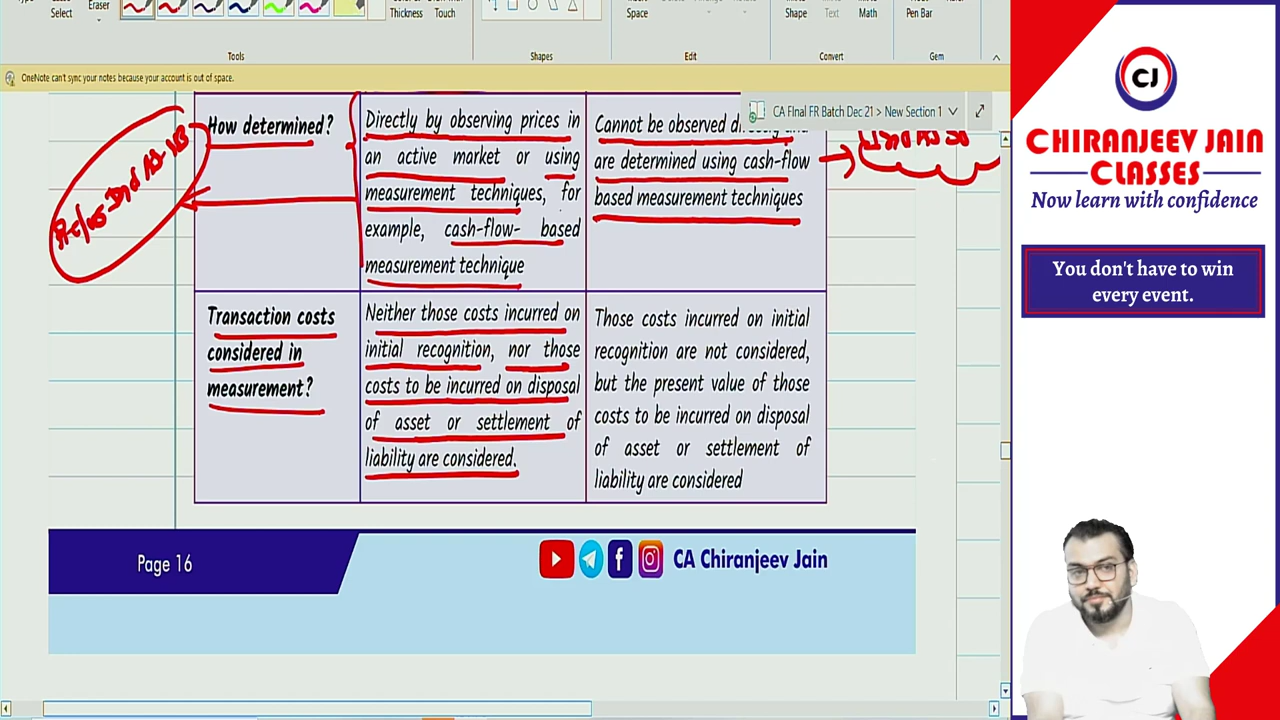 Eraser
Select
Thickness
Touch
Space
Shape
Text
Math
Pen Bar
Tools
Shapes
Edit
Convert
Gem
OneNote can't sync your notes because your account is out of space.
CA FInal FR Batch Dec 21 > New Section 1
How determined?
Directly by observing prices in
an active market or using
measurement techniques, for
example, cash-flow- based
measurement technique
Cannot be observed directly and
are determined using cash-flow
based measurement techniques
Transaction costs
considered in
measurement?
Neither those costs incurred on
initial recognition, nor those
costs to be incurred on disposal
of asset or settlement of
liability are considered.
Those costs incurred on initial
recognition are not considered,
but the present value of those
costs to be incurred on disposal
of asset or settlement of
liability are considered
Page 16
CA Chiranjeev Jain
CJ
CHIRANJEEV JAIN
CLASSES
Now learn with confidence
You don't have to win
every event.